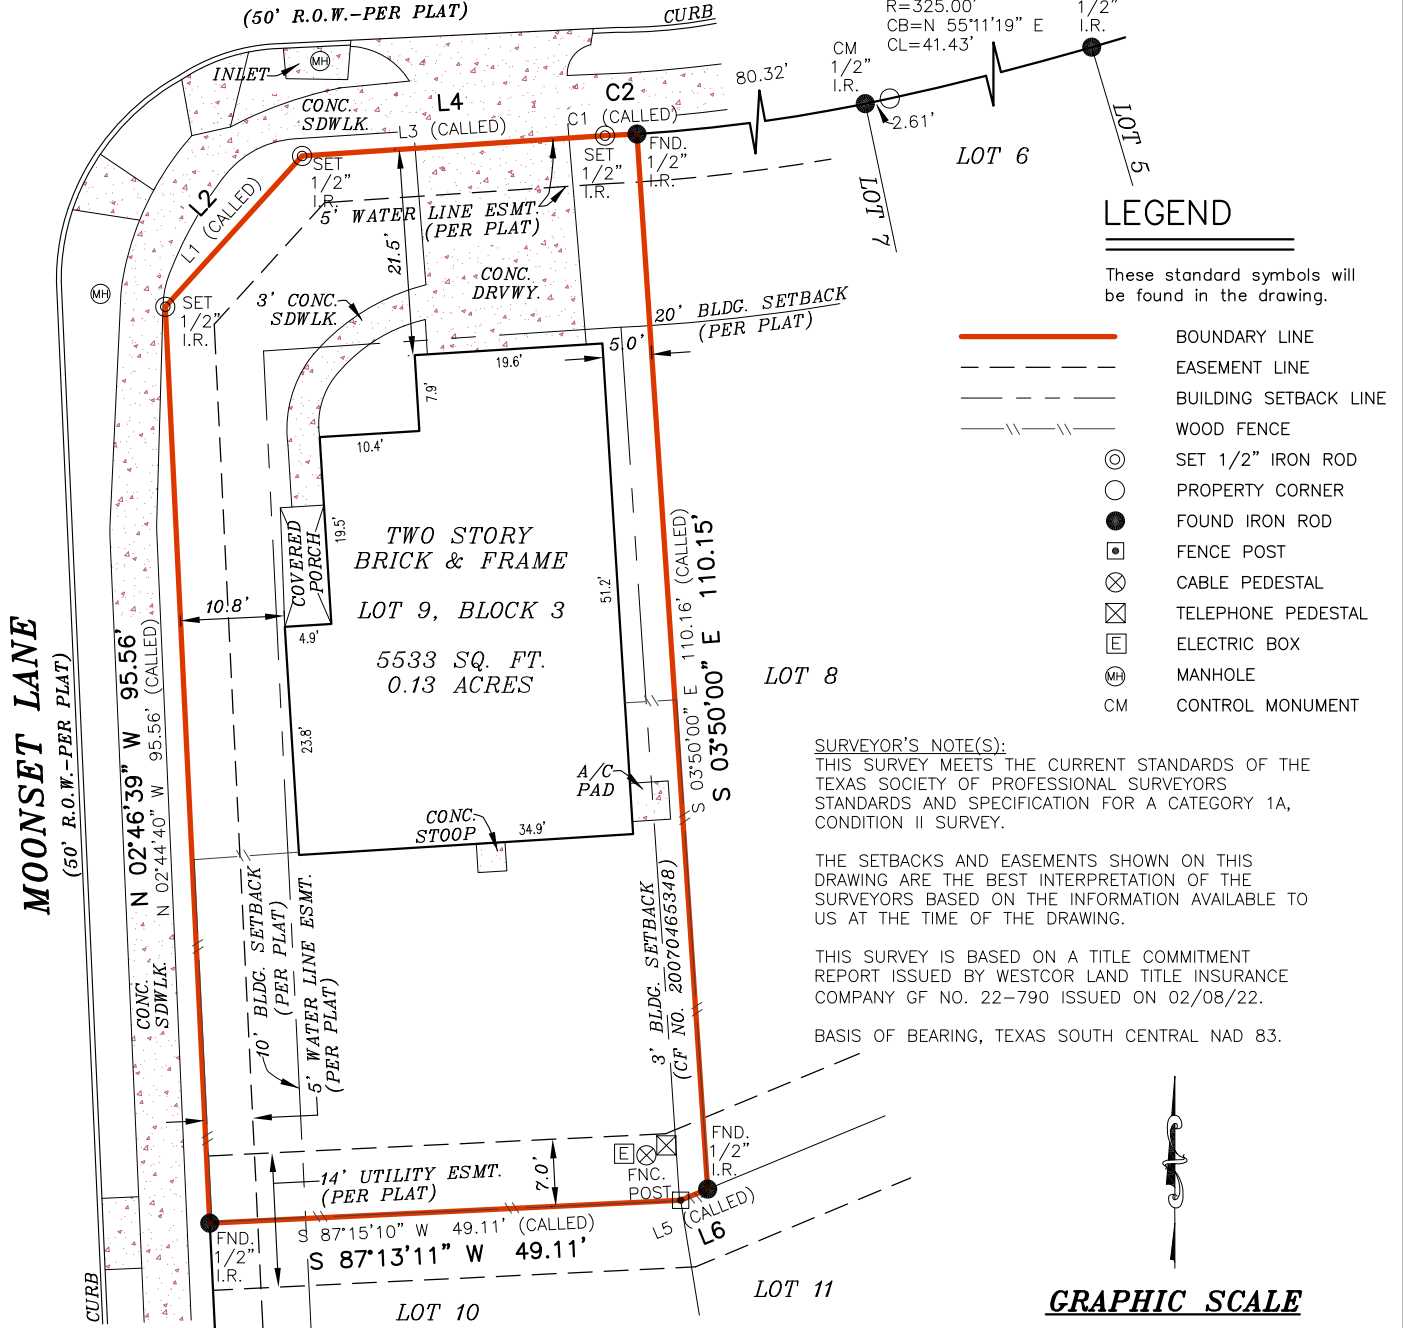 (50' R.O.W.-PER PLAT)
CURB
R=325.00'
CB=N 55°11'19" E
CL=41.43'
1/2"
I.R.
CM
1/2"
I.R.
80.32'
2.61'
INLET
MH
CONC.
SDWLK.
L4
L3 (CALLED)
C2
C1 (CALLED)
SET
1/2"
I.R.
SET
1/2"
I.R.
FND.
1/2"
I.R.
LOT 7
LOT 6
LOT 5
L2
L1 (CALLED)
5' WATER LINE ESMT.
(PER PLAT)
21.5'
CONC.
DRVWY.
3' CONC.
SDWLK.
MH
SET
1/2"
I.R.
20' BLDG. SETBACK
(PER PLAT)
5.0'
19.6'
7.9'
10.4'
19.5'
COVERED
PORCH
TWO STORY
BRICK & FRAME
LOT 9, BLOCK 3
5533 SQ. FT.
0.13 ACRES
51.2'
10.8'
4.9'
23.8'
34.9'
A/C
PAD
CONC.
STOOP
S 03°50'00" E 110.16' (CALLED)
S 03°50'00" E 110.15'
LOT 8
MOONSET LANE
(50' R.O.W.-PER PLAT)
N 02°46'39" W 95.56'
N 02°44'40" W 95.56' (CALLED)
CONC.
SDWLK.
10' BLDG. SETBACK
(PER PLAT)
5' WATER LINE ESMT.
(PER PLAT)
3' BLDG. SETBACK
(CF NO. 20070465348)
14' UTILITY ESMT.
(PER PLAT)
7.0'
E
FNC.
POST
FND.
1/2"
I.R.
L5 (CALLED)
L6
FND.
1/2"
I.R.
S 87°15'10" W 49.11' (CALLED)
S 87°13'11" W 49.11'
CURB
LOT 10
LOT 11
LEGEND
These standard symbols will
be found in the drawing.
BOUNDARY LINE
EASEMENT LINE
BUILDING SETBACK LINE
WOOD FENCE
SET 1/2" IRON ROD
PROPERTY CORNER
FOUND IRON ROD
FENCE POST
CABLE PEDESTAL
TELEPHONE PEDESTAL
E ELECTRIC BOX
MH MANHOLE
CM CONTROL MONUMENT
SURVEYOR'S NOTE(S):
THIS SURVEY MEETS THE CURRENT STANDARDS OF THE
TEXAS SOCIETY OF PROFESSIONAL SURVEYORS
STANDARDS AND SPECIFICATION FOR A CATEGORY 1A,
CONDITION II SURVEY.
THE SETBACKS AND EASEMENTS SHOWN ON THIS
DRAWING ARE THE BEST INTERPRETATION OF THE
SURVEYORS BASED ON THE INFORMATION AVAILABLE TO
US AT THE TIME OF THE DRAWING.
THIS SURVEY IS BASED ON A TITLE COMMITMENT
REPORT ISSUED BY WESTCOR LAND TITLE INSURANCE
COMPANY GF NO. 22-790 ISSUED ON 02/08/22.
BASIS OF BEARING, TEXAS SOUTH CENTRAL NAD 83.
GRAPHIC SCALE